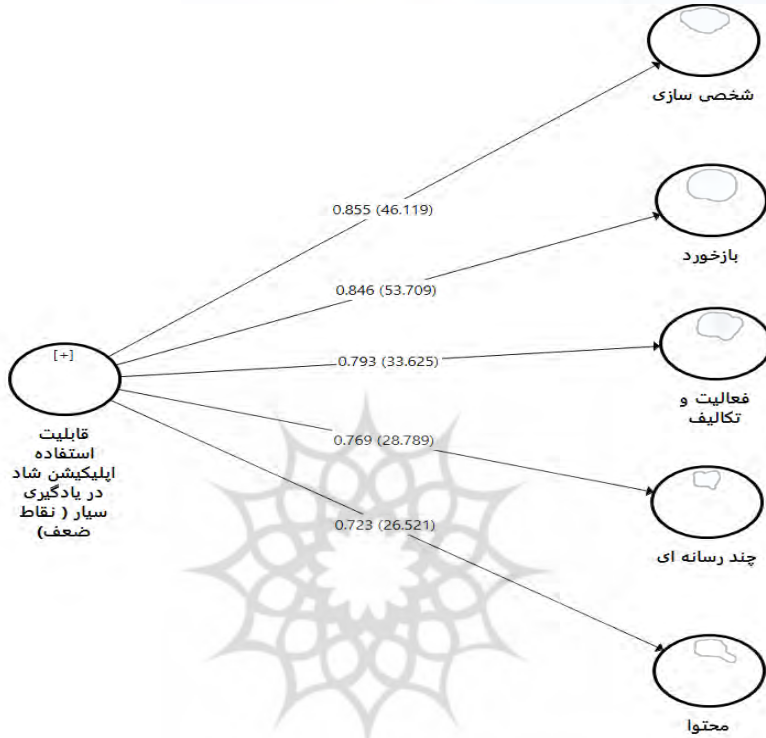 شخصی سازی
0.855 (46.119)
بازخورد
0.846 (53.709)
[+]
0.793 (33.625)
فعالیت و
تکالیف
قابلیت
استفاده
اپلیکیشن شاد
در یادگیری
سیار ( نقاط
ضعف)
0.769 (28.789)
چند رسانه ای
0.723 (26.521)
محتوا